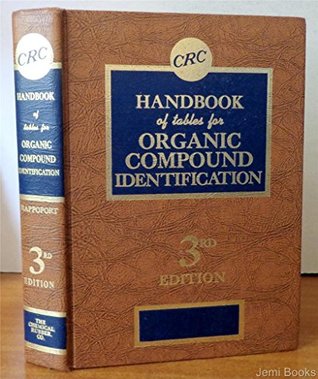 CRC
HANDBOOK
of tables for
ORGANIC
COMPOUND
IDENTIFICATION
RAPPOPORT
3RD
EDITION
THE
CHEMICAL
RUBBER
CO.
CRC
HANDBOOK
of tables for
ORGANIC
COMPOUND
IDENTIFICATION
3RD
EDITION
Jemi Books